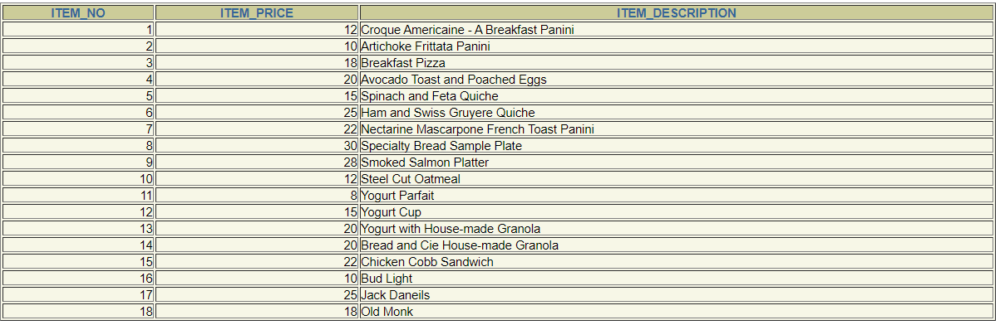 ITEM_NO ITEM_PRICE ITEM_DESCRIPTION
1 12 Croque Americaine - A Breakfast Panini
2 10 Artichoke Frittata Panini
3 18 Breakfast Pizza
4 20 Avocado Toast and Poached Eggs
5 15 Spinach and Feta Quiche
6 25 Ham and Swiss Gruyere Quiche
7 22 Nectarine Mascarpone French Toast Panini
8 30 Specialty Bread Sample Plate
9 28 Smoked Salmon Platter
10 12 Steel Cut Oatmeal
11 8 Yogurt Parfait
12 15 Yogurt Cup
13 20 Yogurt with House-made Granola
14 20 Bread and Cie House-made Granola
15 22 Chicken Cobb Sandwich
16 10 Bud Light
17 25 Jack Daneils
18 18 Old Monk